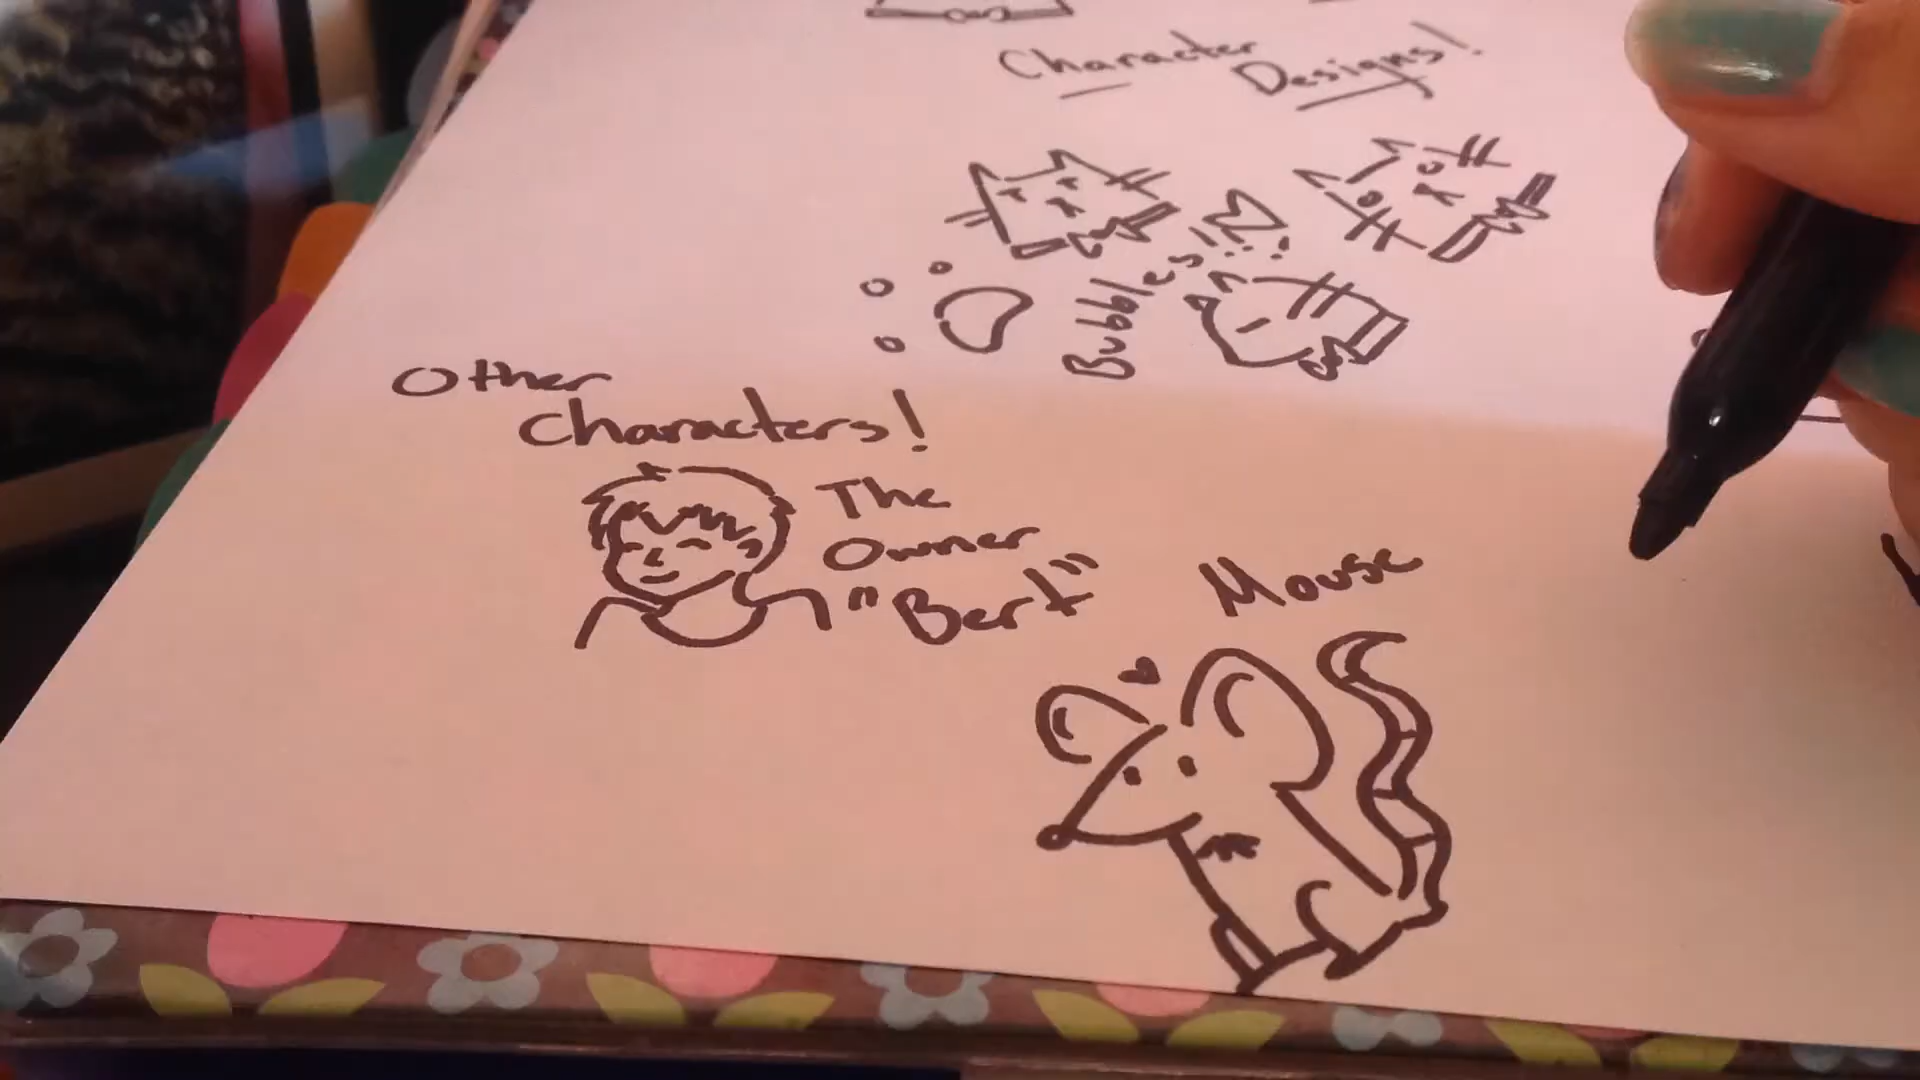 Character
Designs!
Bubbles!!
Other
Characters!
The
Owner
"Bert"
Mouse